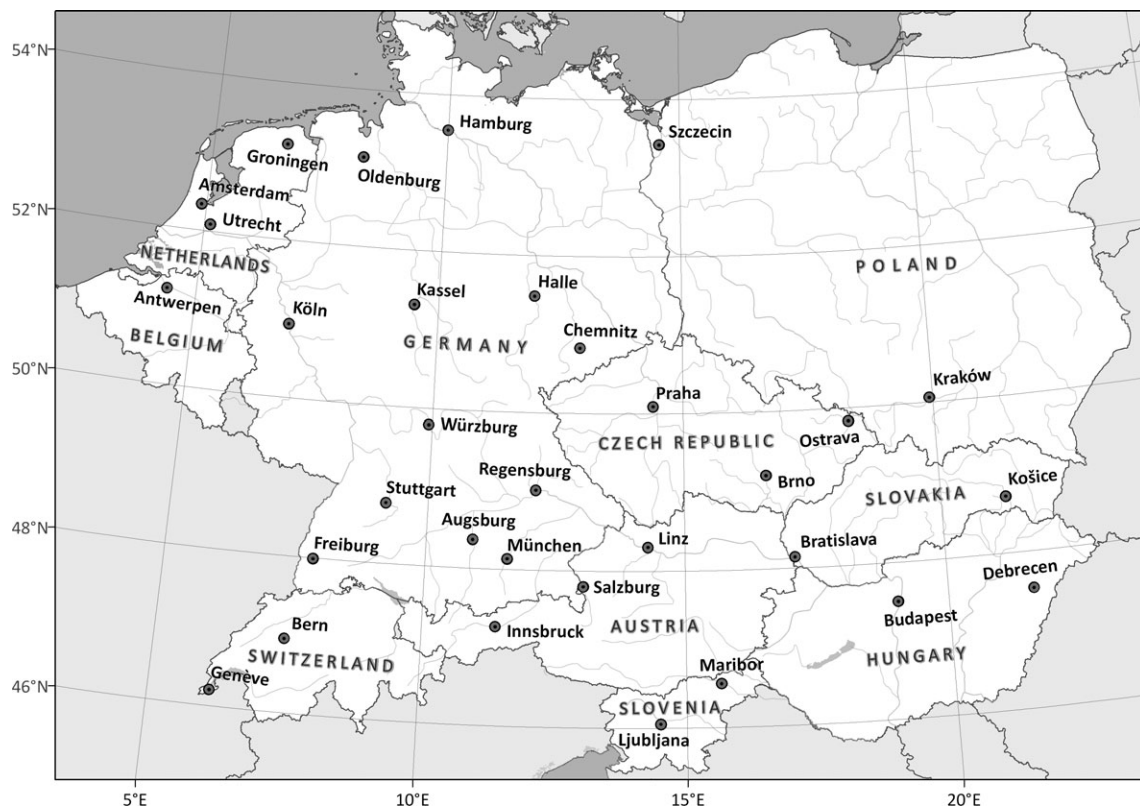 54°N
Hamburg
Szczecin
Groningen
Oldenburg
Amsterdam
52°N
Utrecht
NETHERLANDS
POLAND
Antwerpen
Köln
Kassel
Halle
BELGIUM
GERMANY
Chemnitz
50°N
Praha
Kraków
Würzburg
CZECH REPUBLIC
Ostrava
Regensburg
Brno
Košice
Stuttgart
SLOVAKIA
48°N
Augsburg
Freiburg
München
Linz
Bratislava
Debrecen
Salzburg
Budapest
Bern
Innsbruck
AUSTRIA
SWITZERLAND
HUNGARY
Genève
Maribor
46°N
SLOVENIA
Ljubljana
5°E
10°E
15°E
20°E